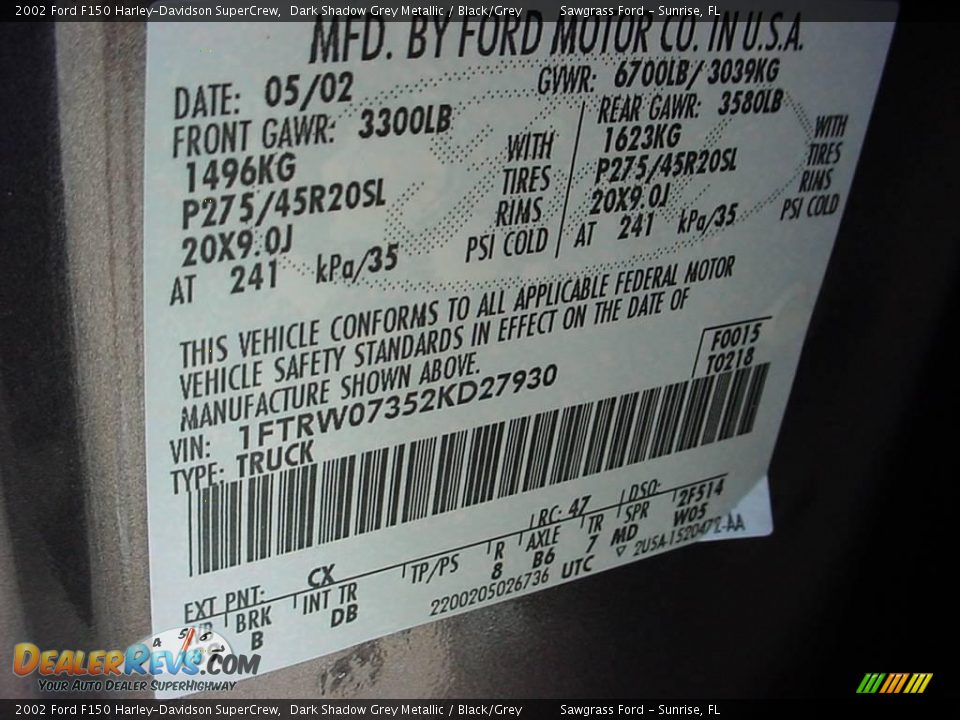 2002 Ford F150 Harley-Davidson SuperCrew, Dark Shadow Grey Metallic / Black/Grey Sawgrass Ford - Sunrise, FL
MFD. BY FORD MOTOR CO. IN U.S.A.
DATE: 05/02 GVWR: 6700LB/ 3039KG
FRONT GAWR: 3300LB REAR GAWR: 3580LB
1496KG WITH 1623KG WITH
P275/45R20SL TIRES P275/45R20SL TIRES
20X9.0J RIMS 20X9.0J RIMS
AT 241 kPa/35 PSI COLD AT 241 kPa/35 PSI COLD
THIS VEHICLE CONFORMS TO ALL APPLICABLE FEDERAL MOTOR
VEHICLE SAFETY STANDARDS IN EFFECT ON THE DATE OF
MANUFACTURE SHOWN ABOVE.
F0015
T0218
VIN: 1FTRW07352KD27930
TYPE: TRUCK
EXT PNT: CX RC: 47 DSO:
BRK INT TR TP/PS R AXLE TR SPR 2F514
B DB 8 B6 7 MD W05
2200205026736 UTC ▽ 2U5A-1520472-AA
4 5 6
DealerRevs.com
Your Auto Dealer SuperHighway
2002 Ford F150 Harley-Davidson SuperCrew, Dark Shadow Grey Metallic / Black/Grey Sawgrass Ford - Sunrise, FL